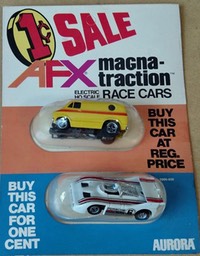 1¢ SALE
AFX magna-
traction™
ELECTRIC
HO SCALE RACE CARS
BUY
THIS
CAR
AT
REG.
PRICE
BUY
THIS
CAR
FOR
ONE
CENT
AURORA